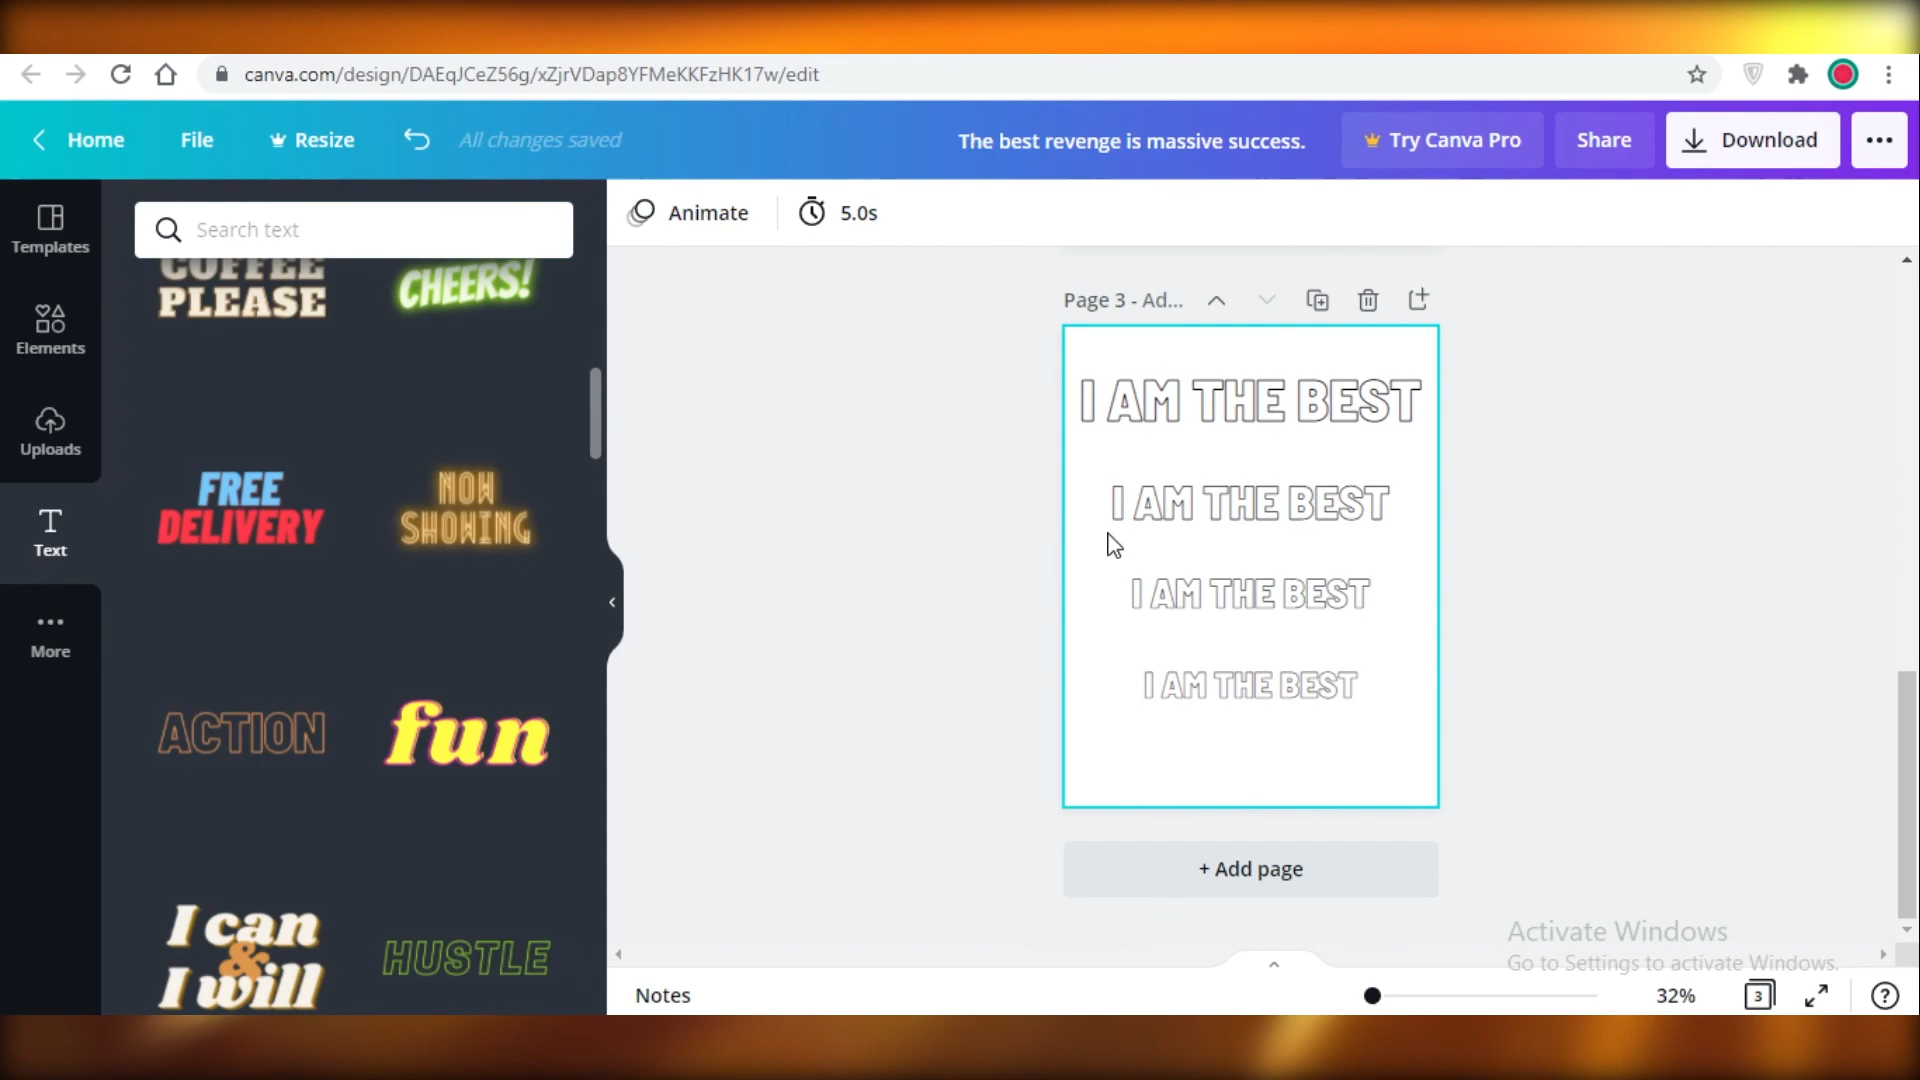 canva.com/design/DAEqJCeZ56g/xZjrVDap8YFMeKKFzHK17w/edit
Home File Resize All changes saved The best revenge is massive success. Try Canva Pro Share Download
Templates
Elements
Uploads
Text
More
Search text
COFFEE
PLEASE
CHEERS!
FREE
DELIVERY
NOW
SHOWING
ACTION
fun
I can
&
I will
HUSTLE
Animate 5.0s
Page 3 - Ad...
I AM THE BEST
I AM THE BEST
I AM THE BEST
I AM THE BEST
+ Add page
Activate Windows
Go to Settings to activate Windows.
Notes 32% 3